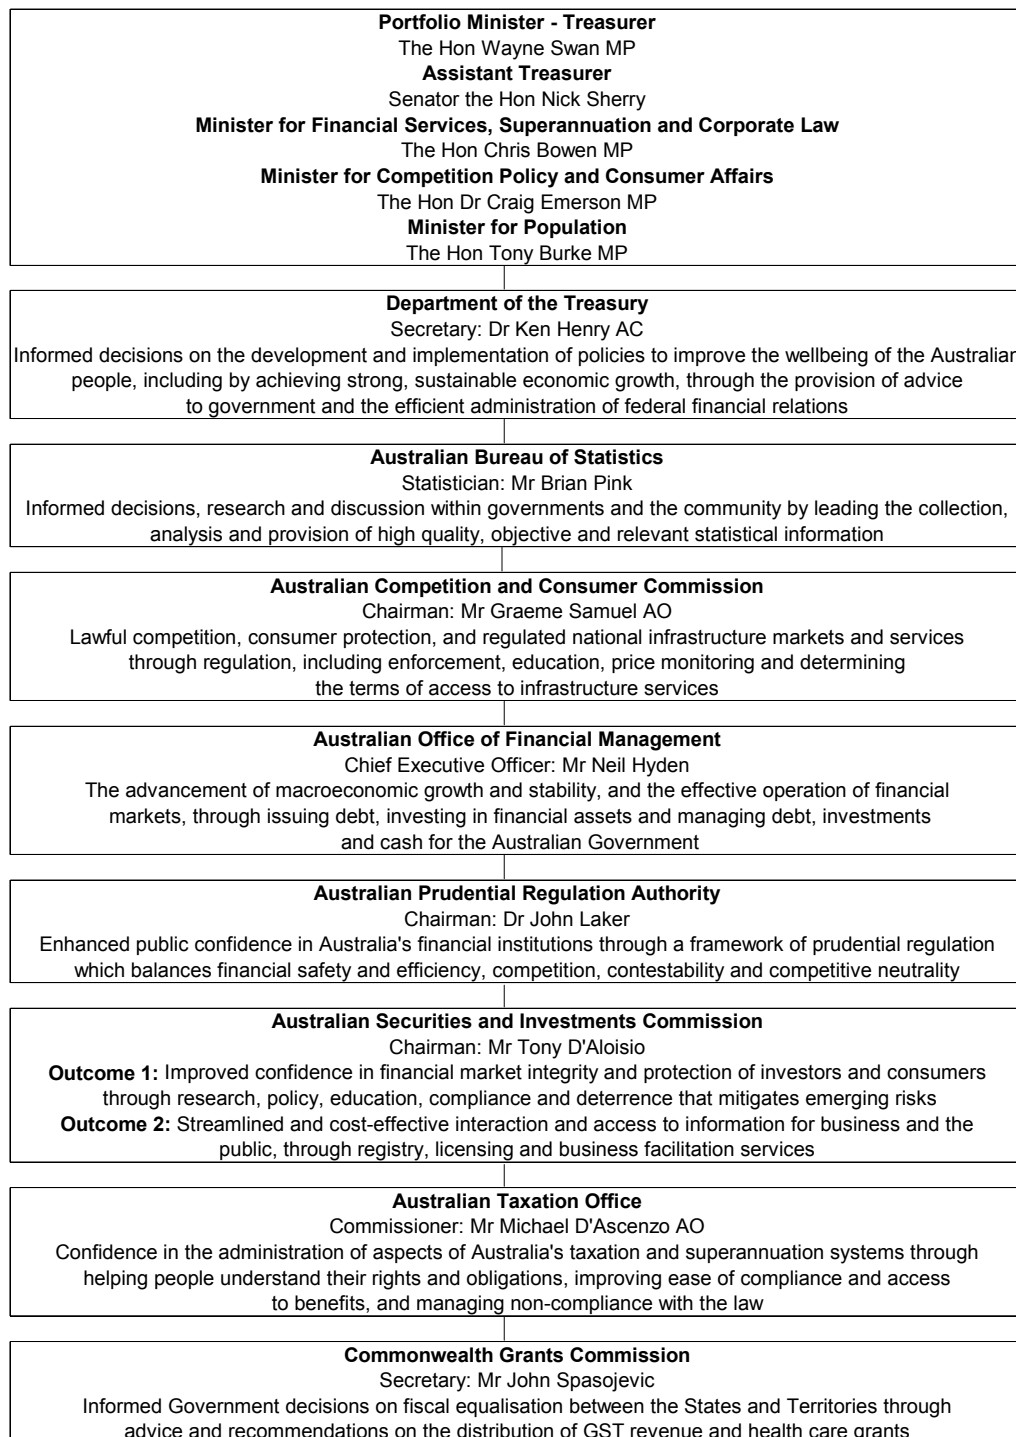 Portfolio Minister - Treasurer
The Hon Wayne Swan MP
Assistant Treasurer
Senator the Hon Nick Sherry
Minister for Financial Services, Superannuation and Corporate Law
The Hon Chris Bowen MP
Minister for Competition Policy and Consumer Affairs
The Hon Dr Craig Emerson MP
Minister for Population
The Hon Tony Burke MP
Department of the Treasury
Secretary: Dr Ken Henry AC
Informed decisions on the development and implementation of policies to improve the wellbeing of the Australian
people, including by achieving strong, sustainable economic growth, through the provision of advice
to government and the efficient administration of federal financial relations
Australian Bureau of Statistics
Statistician: Mr Brian Pink
Informed decisions, research and discussion within governments and the community by leading the collection,
analysis and provision of high quality, objective and relevant statistical information
Australian Competition and Consumer Commission
Chairman: Mr Graeme Samuel AO
Lawful competition, consumer protection, and regulated national infrastructure markets and services
through regulation, including enforcement, education, price monitoring and determining
the terms of access to infrastructure services
Australian Office of Financial Management
Chief Executive Officer: Mr Neil Hyden
The advancement of macroeconomic growth and stability, and the effective operation of financial
markets, through issuing debt, investing in financial assets and managing debt, investments
and cash for the Australian Government
Australian Prudential Regulation Authority
Chairman: Dr John Laker
Enhanced public confidence in Australia's financial institutions through a framework of prudential regulation
which balances financial safety and efficiency, competition, contestability and competitive neutrality
Australian Securities and Investments Commission
Chairman: Mr Tony D'Aloisio
Outcome 1: Improved confidence in financial market integrity and protection of investors and consumers
through research, policy, education, compliance and deterrence that mitigates emerging risks
Outcome 2: Streamlined and cost-effective interaction and access to information for business and the
public, through registry, licensing and business facilitation services
Australian Taxation Office
Commissioner: Mr Michael D'Ascenzo AO
Confidence in the administration of aspects of Australia's taxation and superannuation systems through
helping people understand their rights and obligations, improving ease of compliance and access
to benefits, and managing non-compliance with the law
Commonwealth Grants Commission
Secretary: Mr John Spasojevic
Informed Government decisions on fiscal equalisation between the States and Territories through
advice and recommendations on the distribution of GST revenue and health care grants